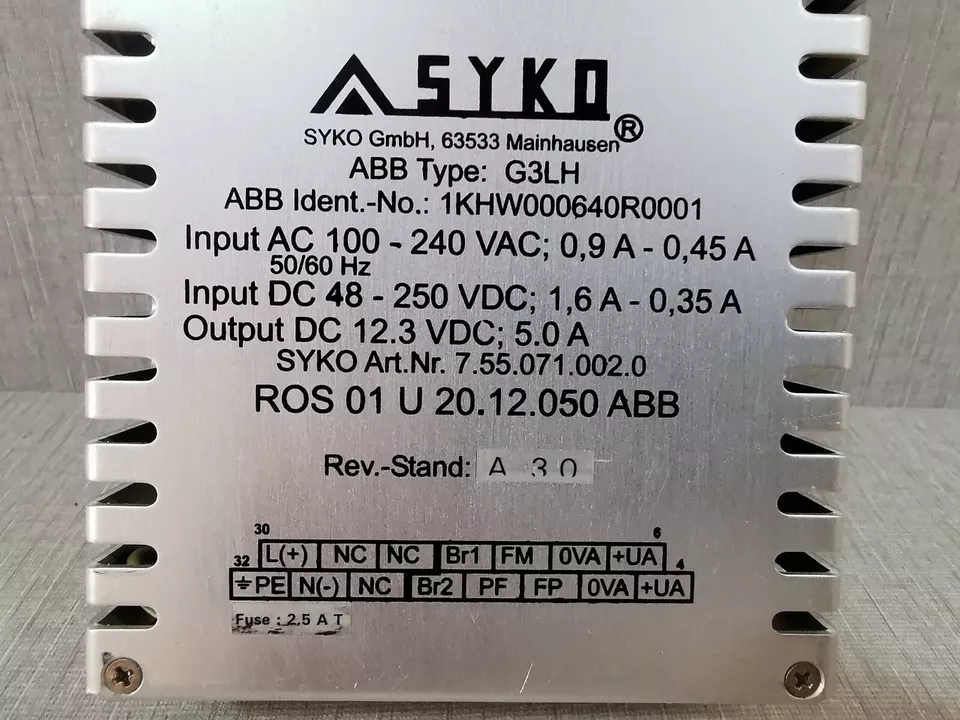 SYKO
®
SYKO GmbH, 63533 Mainhausen
ABB Type: G3LH
ABB Ident.-No.: 1KHW000640R0001
Input AC 100 - 240 VAC; 0,9 A - 0,45 A
50/60 Hz
Input DC 48 - 250 VDC; 1,6 A - 0,35 A
Output DC 12.3 VDC; 5.0 A
SYKO Art.Nr. 7.55.071.002.0
ROS 01 U 20.12.050 ABB
Rev.-Stand: A 30
30 6
L(+) NC NC Br1 FM 0VA +UA
32 4
PE N(-) NC Br2 PF FP 0VA +UA
Fuse : 2,5 A T